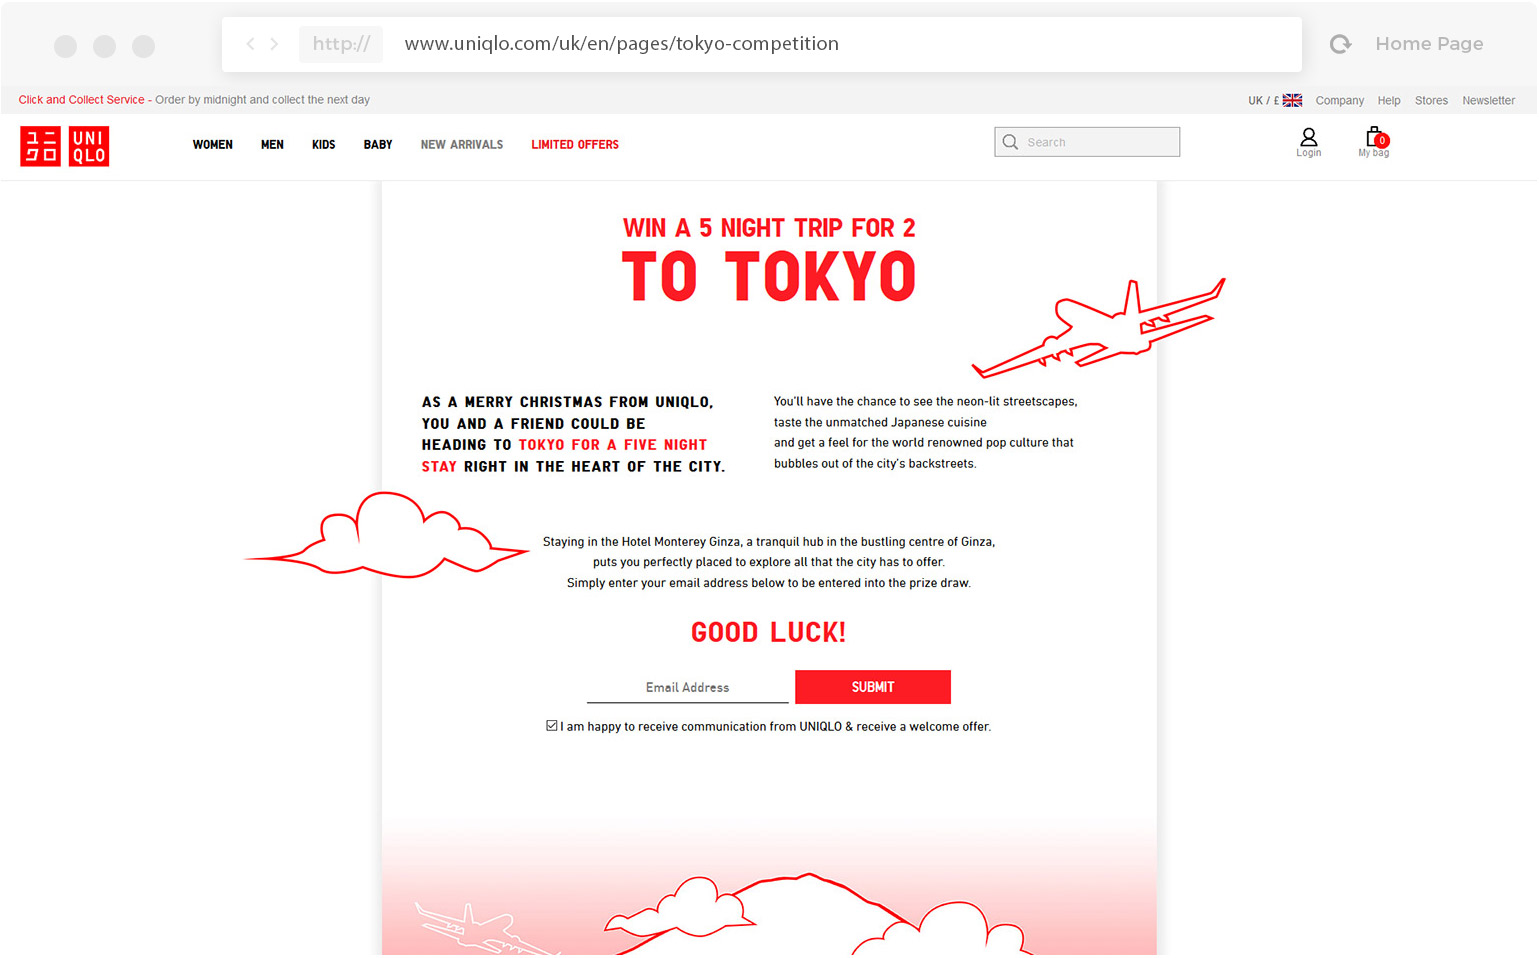 http://
www.uniqlo.com/uk/en/pages/tokyo-competition
Home Page
Click and Collect Service - Order by midnight and collect the next day
UK / £
Company
Help
Stores
Newsletter
ユニ
クロ
UNI
QLO
WOMEN
MEN
KIDS
BABY
NEW ARRIVALS
LIMITED OFFERS
Search
Login
0
My bag
WIN A 5 NIGHT TRIP FOR 2
TO TOKYO
AS A MERRY CHRISTMAS FROM UNIQLO,
YOU AND A FRIEND COULD BE
HEADING TO TOKYO FOR A FIVE NIGHT
STAY RIGHT IN THE HEART OF THE CITY.
You'll have the chance to see the neon-lit streetscapes,
taste the unmatched Japanese cuisine
and get a feel for the world renowned pop culture that
bubbles out of the city's backstreets.
Staying in the Hotel Monterey Ginza, a tranquil hub in the bustling centre of Ginza,
puts you perfectly placed to explore all that the city has to offer.
Simply enter your email address below to be entered into the prize draw.
GOOD LUCK!
Email Address
SUBMIT
I am happy to receive communication from UNIQLO & receive a welcome offer.